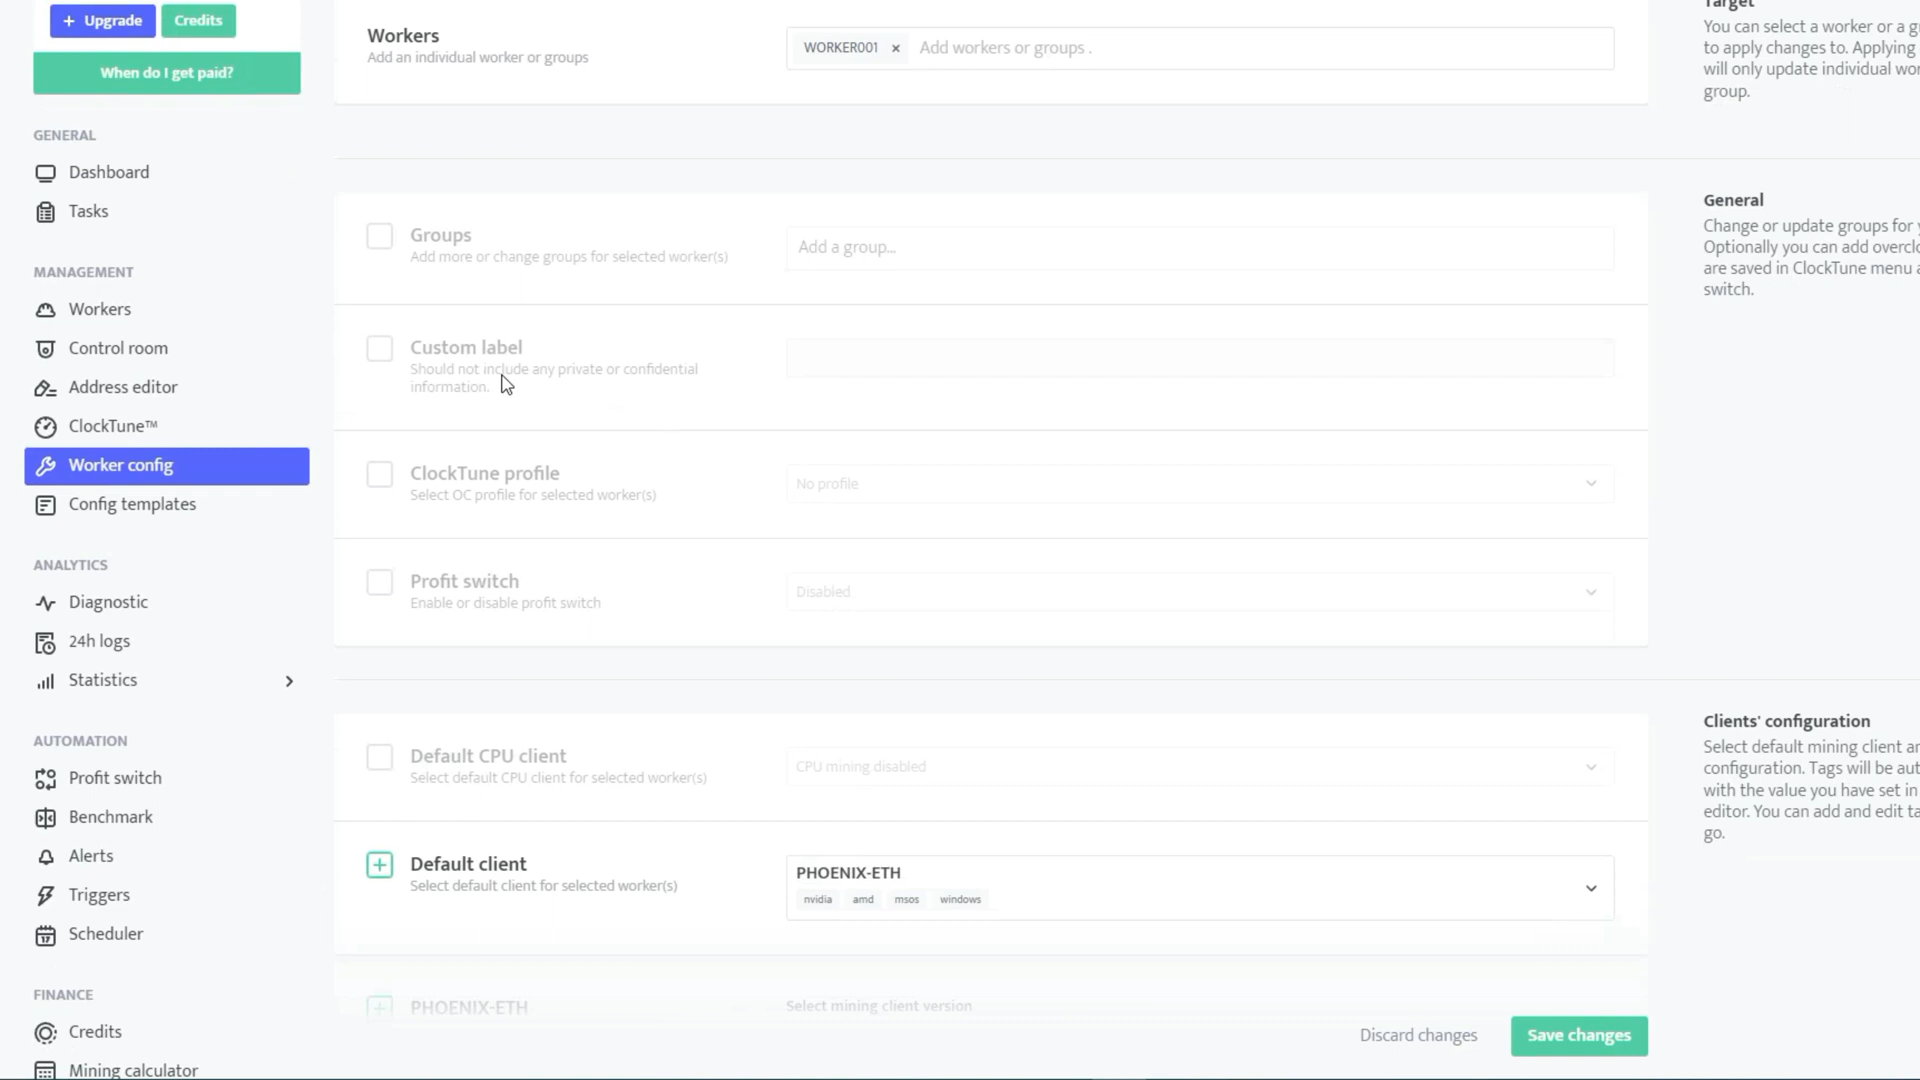 + Upgrade
Credits
When do I get paid?
GENERAL
Dashboard
Tasks
MANAGEMENT
Workers
Control room
Address editor
ClockTune™
Worker config
Config templates
ANALYTICS
Diagnostic
24h logs
Statistics
AUTOMATION
Profit switch
Benchmark
Alerts
Triggers
Scheduler
FINANCE
Credits
Mining calculator
Workers
Add an individual worker or groups
WORKER001 × Add workers or groups .
Groups
Add more or change groups for selected worker(s)
Add a group...
Custom label
Should not include any private or confidential
information.
ClockTune profile
Select OC profile for selected worker(s)
No profile
Profit switch
Enable or disable profit switch
Disabled
Default CPU client
Select default CPU client for selected worker(s)
CPU mining disabled
Default client
Select default client for selected worker(s)
PHOENIX-ETH
nvidia amd msos windows
PHOENIX-ETH
Select mining client version
Discard changes
Save changes
Target
You can select a worker or a
to apply changes to. Applying
will only update individual
group.
General
Change or update groups for
Optionally you can add
are saved in ClockTune menu
switch.
Clients' configuration
Select default mining client
configuration. Tags will be
with the value you have set in
editor. You can add and edit
go.